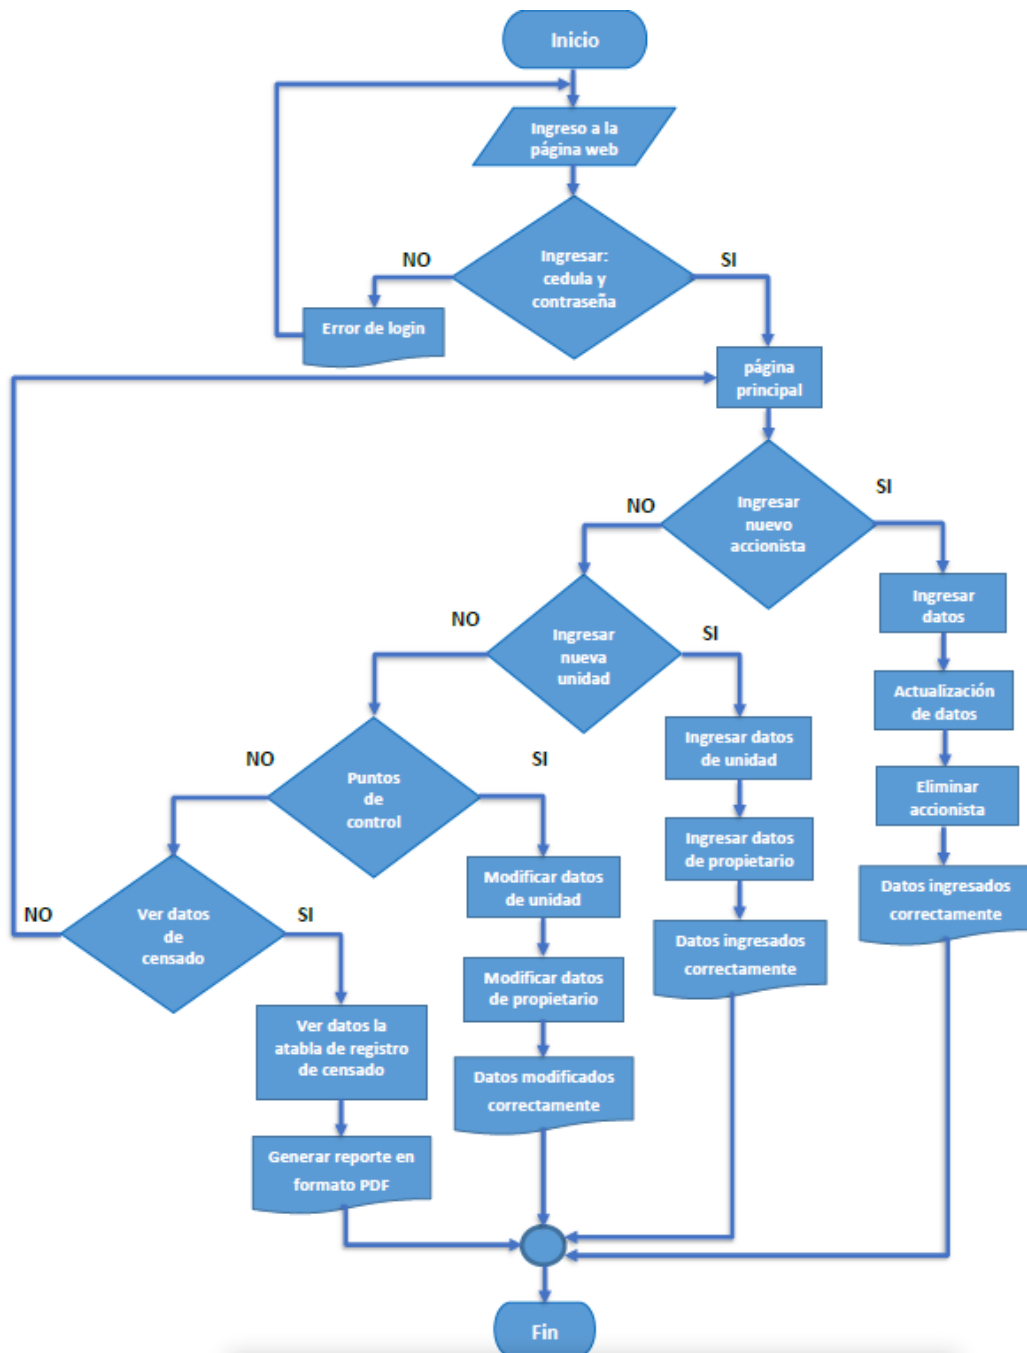 Inicio
Ingreso a la
página web
Ingresar:
cedula y
contraseña
NO
SI
Error de login
página
principal
Ingresar
nuevo
accionista
NO
SI
Ingresar
datos
Actualización
de datos
Eliminar
accionista
Datos ingresados
correctamente
Ingresar
nueva
unidad
NO
SI
Ingresar datos
de unidad
Ingresar datos
de propietario
Datos ingresados
correctamente
Puntos
de
control
NO
SI
Modificar datos
de unidad
Modificar datos
de propietario
Datos modificados
correctamente
Ver datos
de
censado
NO
SI
Ver datos la
atabla de registro
de censado
Generar reporte en
formato PDF
Fin